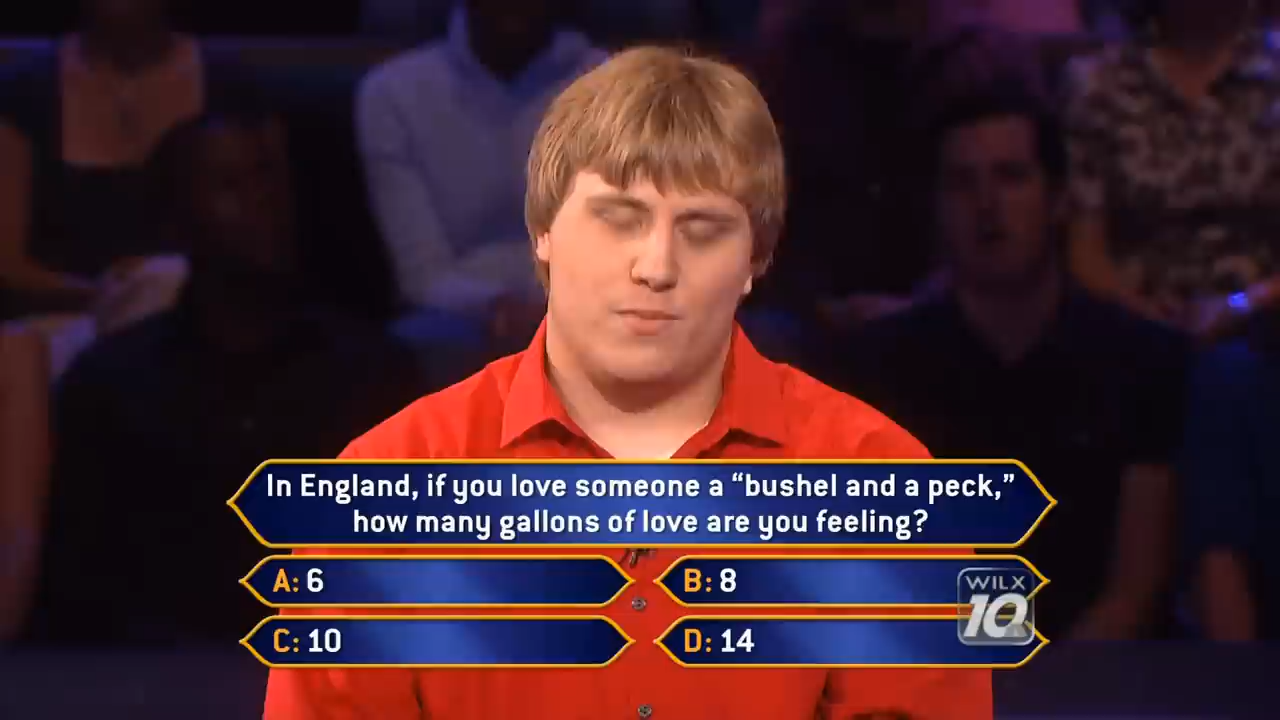 In England, if you love someone a “bushel and a peck,”
how many gallons of love are you feeling?
A: 6
B: 8
C: 10
D: 14
WILX
10